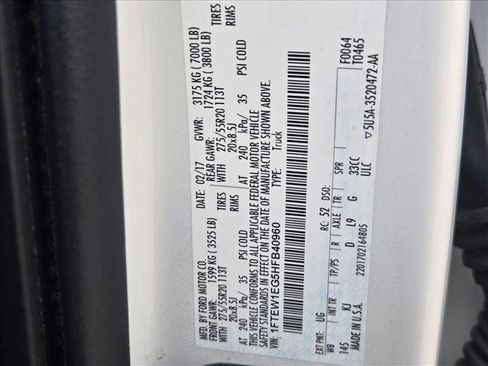 MFD. BY FORD MOTOR CO.
DATE: 02/17 GVWR: 3175 KG ( 7000 LB)
FRONT GAWR: 1599 KG ( 3525 LB) REAR GAWR: 1724 KG ( 3800 LB)
WITH 275/55R20 113T TIRES WITH 275/55R20 113T TIRES
20x8.5J RIMS 20x8.5J RIMS
AT 240 kPa/ 35 PSI COLD AT 240 kPa/ 35 PSI COLD
THIS VEHICLE CONFORMS TO ALL APPLICABLE FEDERAL MOTOR VEHICLE
SAFETY STANDARDS IN EFFECT ON THE DATE OF MANUFACTURE SHOWN ABOVE.
VIN: 1FTEW1EG5HFB40960
TYPE: Truck
F0064
T0465
EXT PNT: UG RC: 52 DSO:
WB INT TR TP/PS R AXLE TR SPR
145 KJ D L9 G 33CC
MADE IN U.S.A. ULC
2201702164805
▽5U5A-3520472-AA